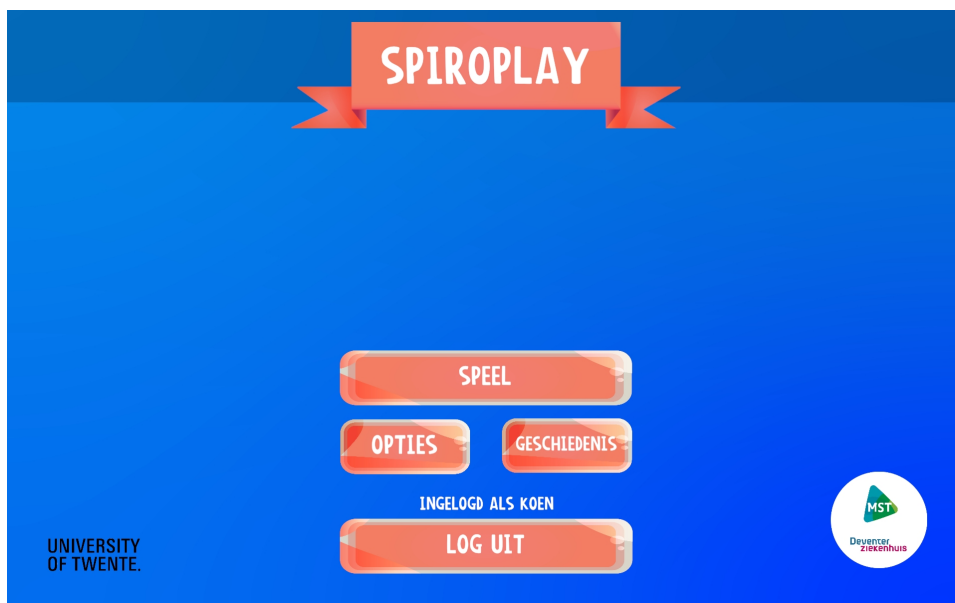 SPIROPLAY
SPEEL
OPTIES
GESCHIEDENIS
INGELOGD ALS KOEN
LOG UIT
UNIVERSITY
OF TWENTE.
MST
Deventer
ziekenhuis